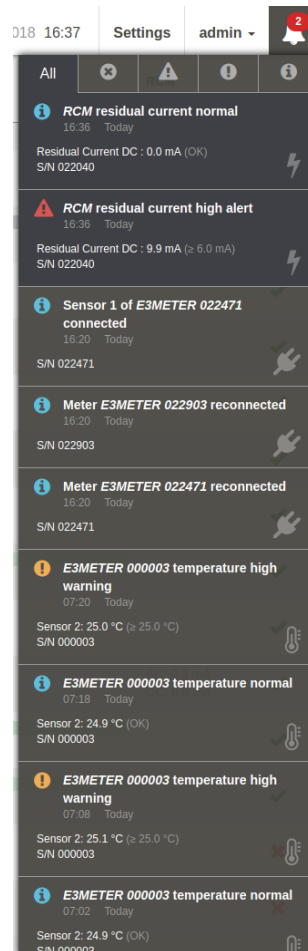 018 16:37 Settings admin
2
All
RCM residual current normal
16:36 Today
Residual Current DC : 0.0 mA (OK)
S/N 022040
RCM residual current high alert
16:36 Today
Residual Current DC : 9.9 mA (≥ 6.0 mA)
S/N 022040
Sensor 1 of E3METER 022471
connected
16:20 Today
S/N 022471
Meter E3METER 022903 reconnected
16:20 Today
S/N 022903
Meter E3METER 022471 reconnected
16:20 Today
S/N 022471
E3METER 000003 temperature high
warning
07:20 Today
Sensor 2: 25.0 °C (≥ 25.0 °C)
S/N 000003
E3METER 000003 temperature normal
07:18 Today
Sensor 2: 24.9 °C (OK)
S/N 000003
E3METER 000003 temperature high
warning
07:08 Today
Sensor 2: 25.1 °C (≥ 25.0 °C)
S/N 000003
E3METER 000003 temperature normal
07:02 Today
Sensor 2: 24.9 °C (OK)
S/N 000003